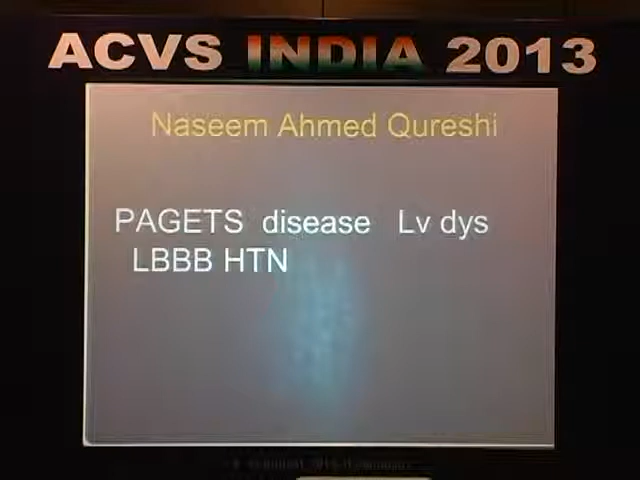 ACVS INDIA 2013
Naseem Ahmed Qureshi
PAGETS disease Lv dys
LBBB HTN